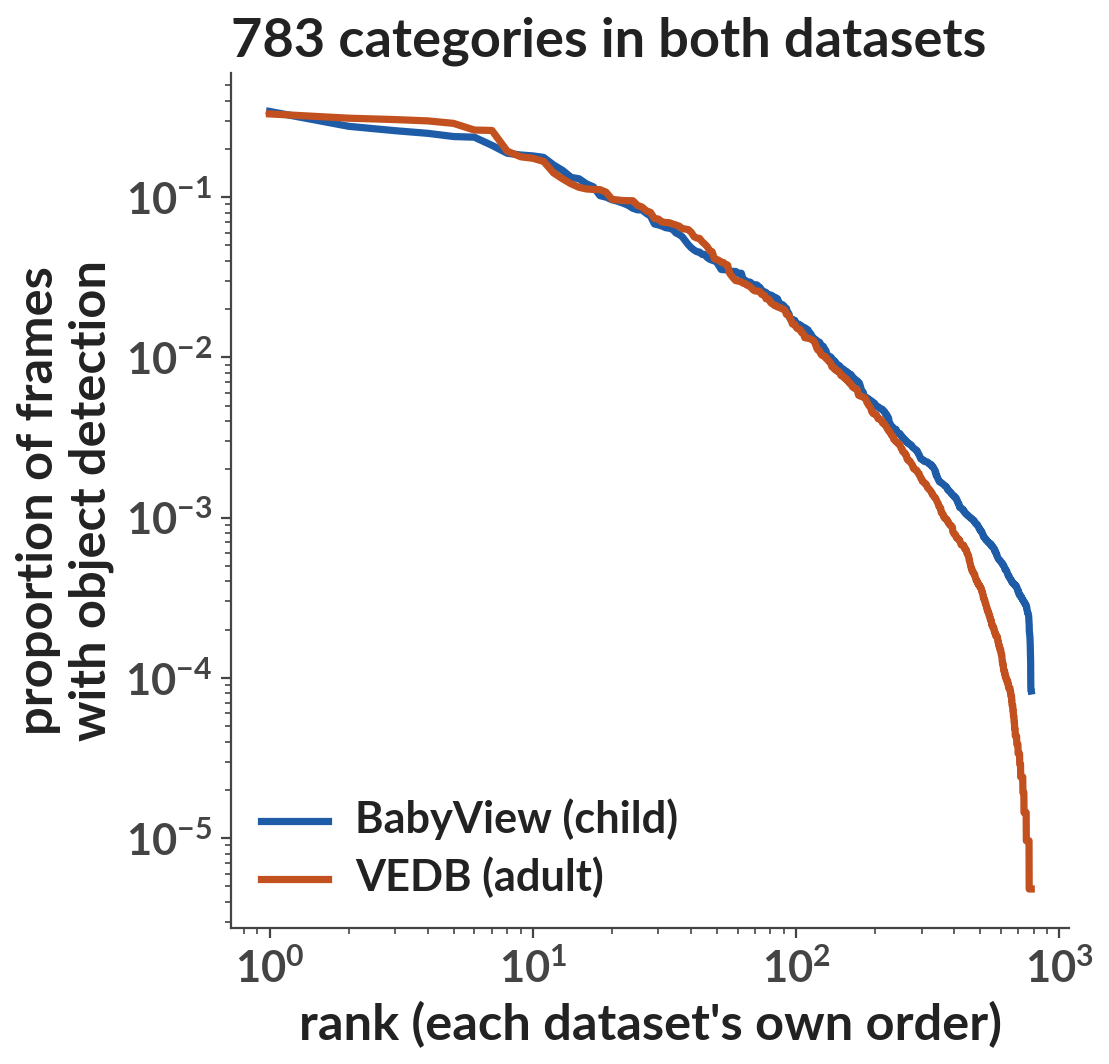 783 categories in both datasets
proportion of frames
with object detection
10⁻¹
10⁻²
10⁻³
10⁻⁴
10⁻⁵
BabyView (child)
VEDB (adult)
10⁰ 10¹ 10² 10³
rank (each dataset's own order)